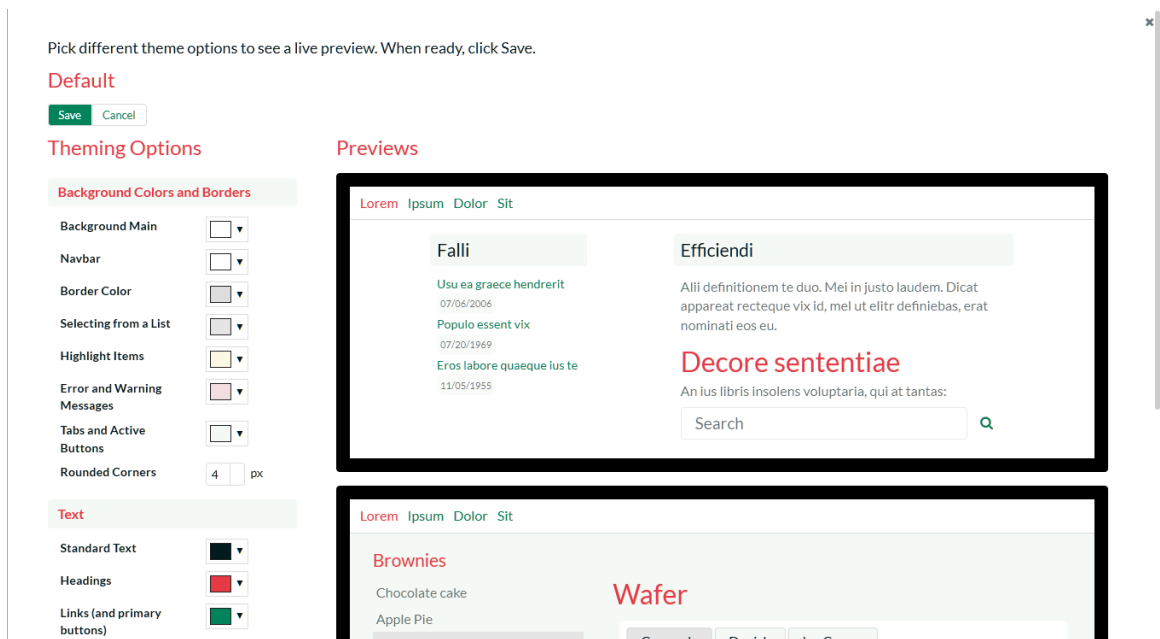 Pick different theme options to see a live preview. When ready, click Save.
Default
Save Cancel
Theming Options
Background Colors and Borders
Background Main
Navbar
Border Color
Selecting from a List
Highlight Items
Error and Warning
Messages
Tabs and Active
Buttons
Rounded Corners 4 px
Text
Standard Text
Headings
Links (and primary
buttons)
Previews
Lorem Ipsum Dolor Sit
Falli
Usu ea graece hendrerit
07/06/2006
Populo essent vix
07/20/1969
Eros labore quaeque ius te
11/05/1955
Efficiendi
Alii definitionem te duo. Mei in justo laudem. Dicat
appareat recteque vix id, mel ut elitr definiebas, erat
nominati eos eu.
Decore sententiae
An ius libris insolens voluptaria, qui at tantas:
Search
Lorem Ipsum Dolor Sit
Brownies
Chocolate cake
Apple Pie
Wafer